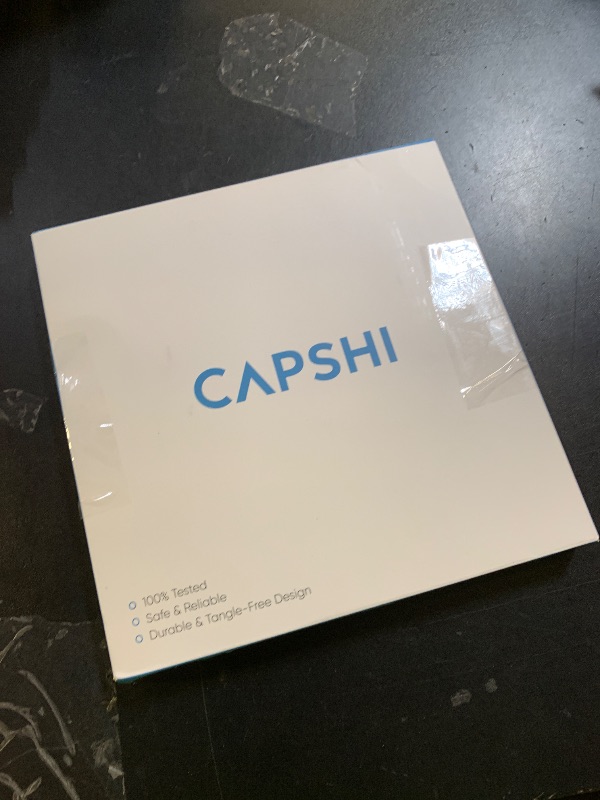 CAPSHI
100% Tested
Safe & Reliable
Durable & Tangle-Free Design